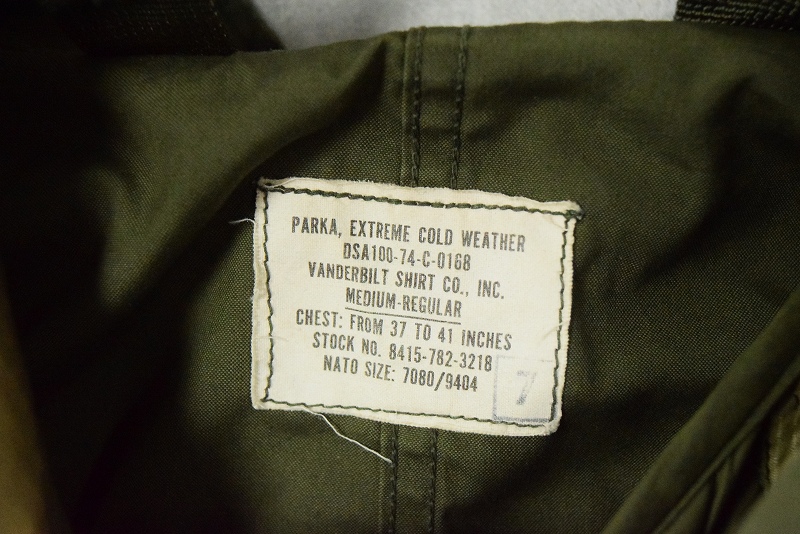 PARKA, EXTREME COLD WEATHER
DSA100-74-C-0168
VANDERBILT SHIRT CO., INC.
MEDIUM-REGULAR
CHEST: FROM 37 TO 41 INCHES
STOCK NO. 8415-782-3218
NATO SIZE: 7080/9404
7